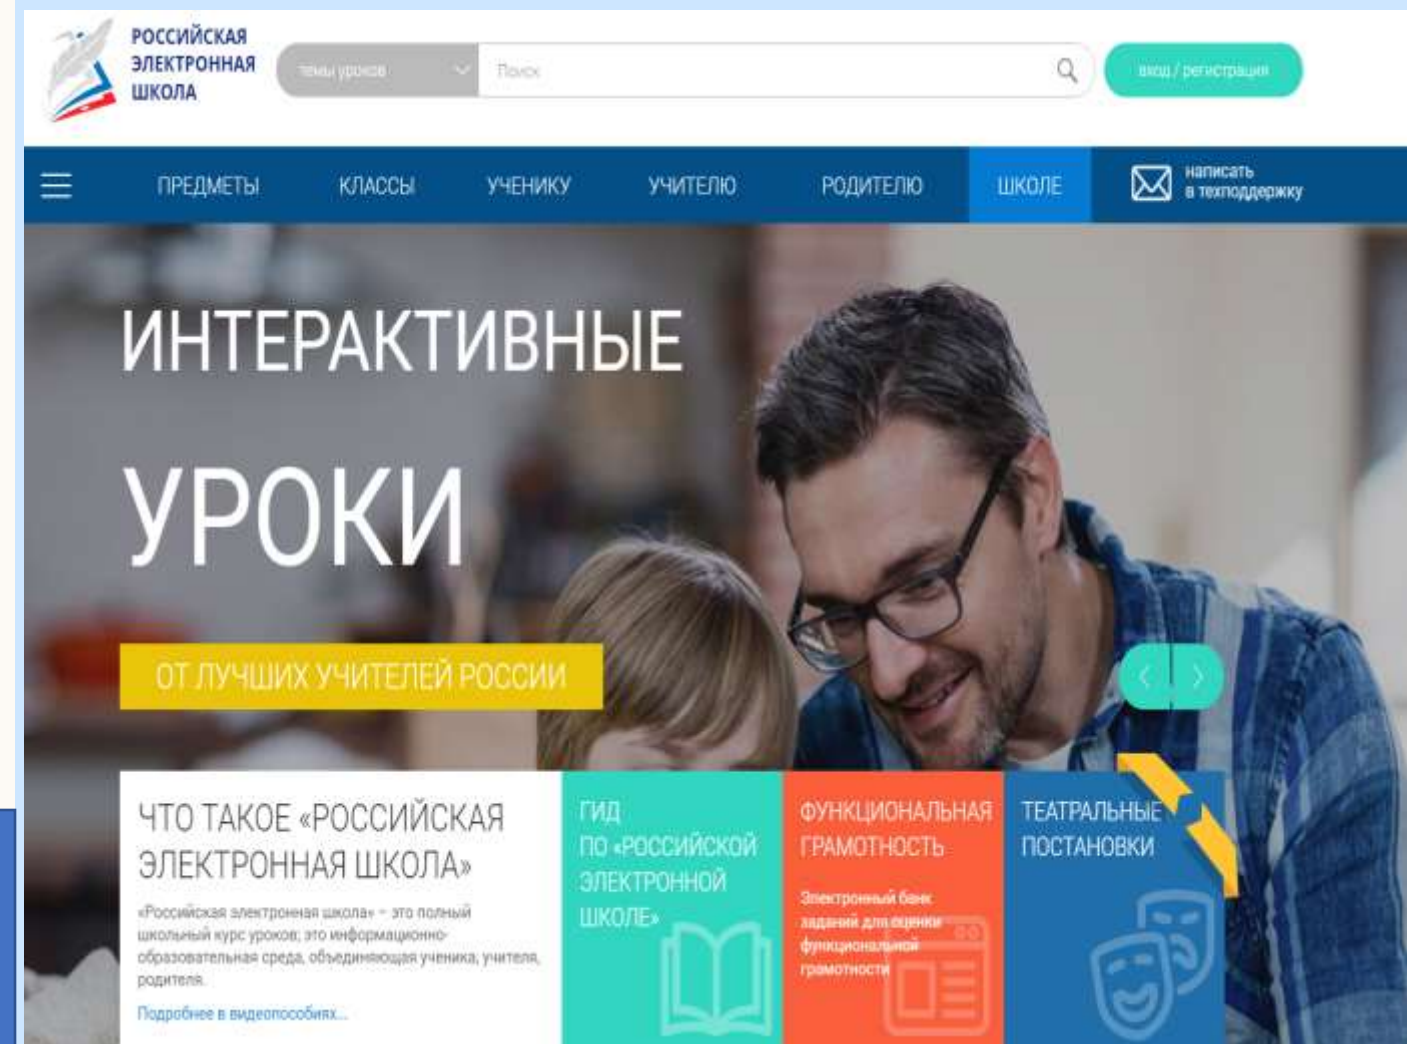 РОССИЙСКАЯ
ЭЛЕКТРОННАЯ
ШКОЛА
темы уроков
Поиск
вход / регистрация
ПРЕДМЕТЫ
КЛАССЫ
УЧЕНИКУ
УЧИТЕЛЮ
РОДИТЕЛЮ
ШКОЛЕ
написать
в техподдержку
ИНТЕРАКТИВНЫЕ
УРОКИ
ОТ ЛУЧШИХ УЧИТЕЛЕЙ РОССИИ
ЧТО ТАКОЕ «РОССИЙСКАЯ
ЭЛЕКТРОННАЯ ШКОЛА»
«Российская электронная школа» – это полный
школьный курс уроков; это информационно-
образовательная среда, объединяющая ученика, учителя,
родителя.
Подробнее в видеопособиях...
ГИД
ПО «РОССИЙСКОЙ
ЭЛЕКТРОННОЙ
ШКОЛЕ»
ФУНКЦИОНАЛЬНАЯ
ГРАМОТНОСТЬ
Электронный банк
заданий для оценки
функциональной
грамотности
ТЕАТРАЛЬНЫЕ
ПОСТАНОВКИ